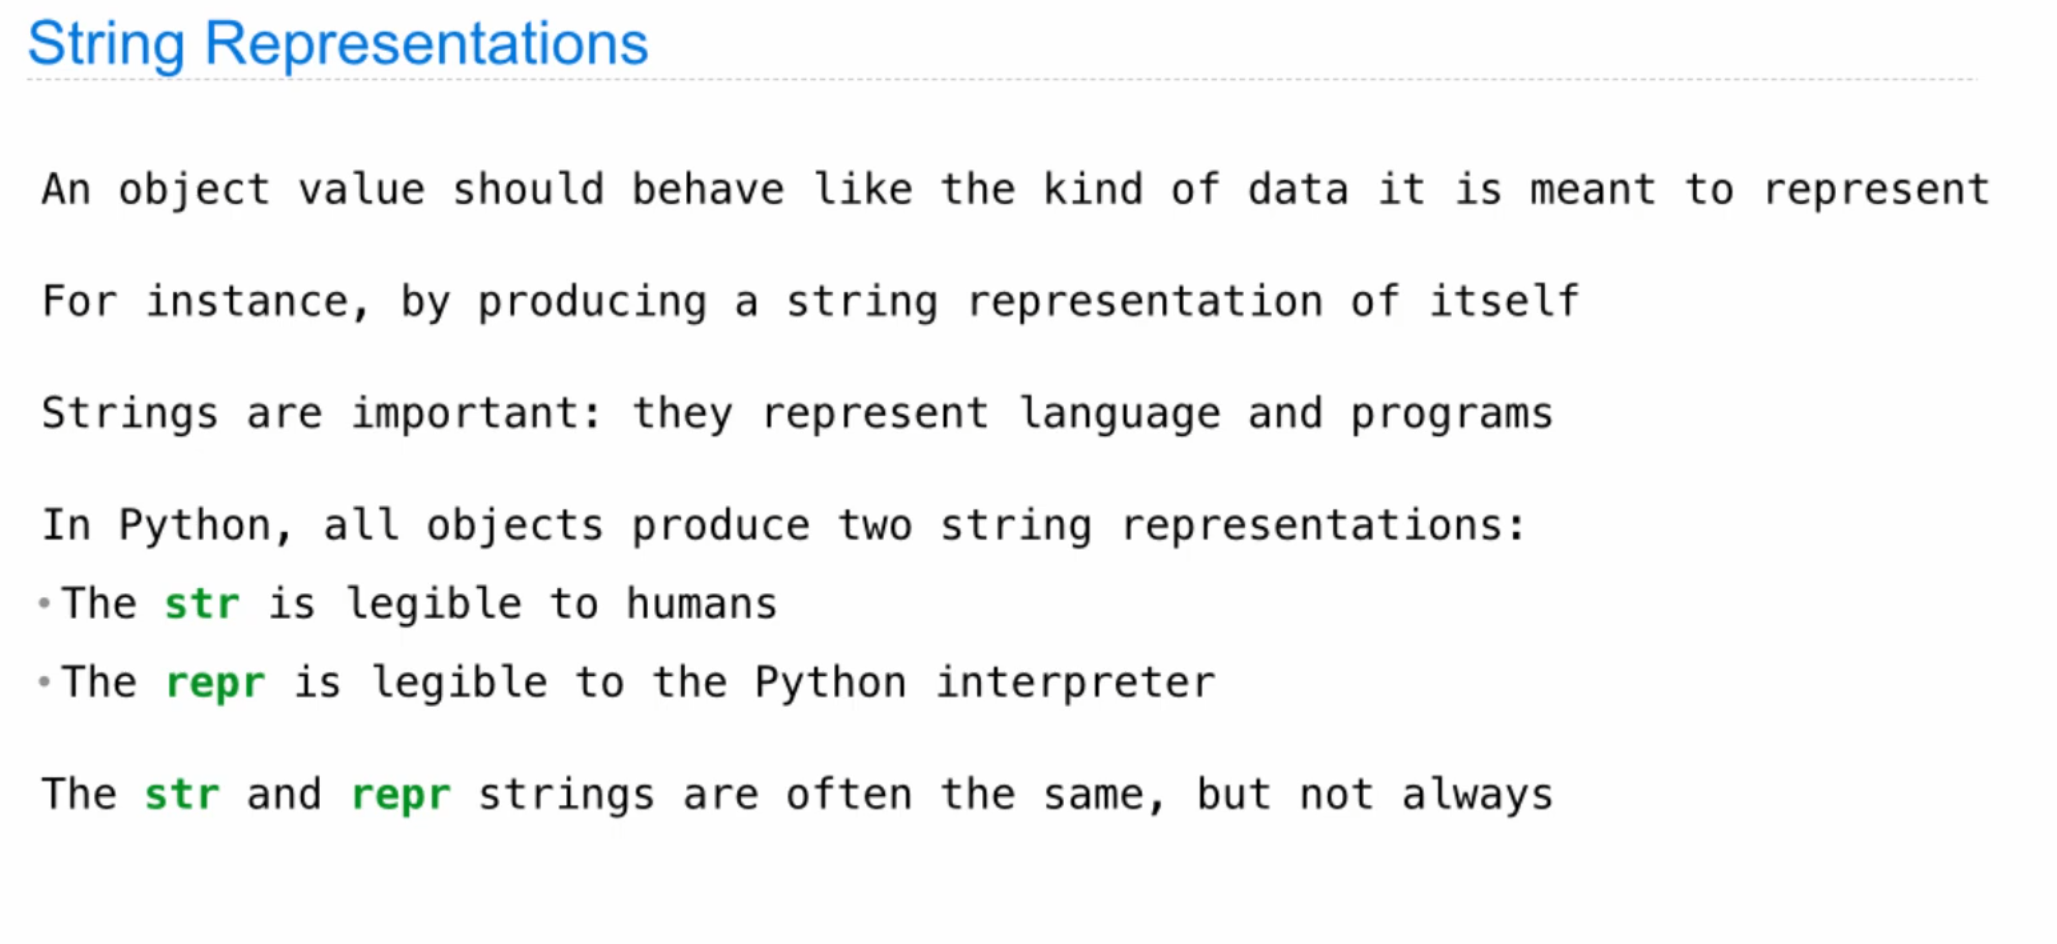 String Representations
An object value should behave like the kind of data it is meant to represent
For instance, by producing a string representation of itself
Strings are important: they represent language and programs
In Python, all objects produce two string representations:
•The str is legible to humans
•The repr is legible to the Python interpreter
The str and repr strings are often the same, but not always